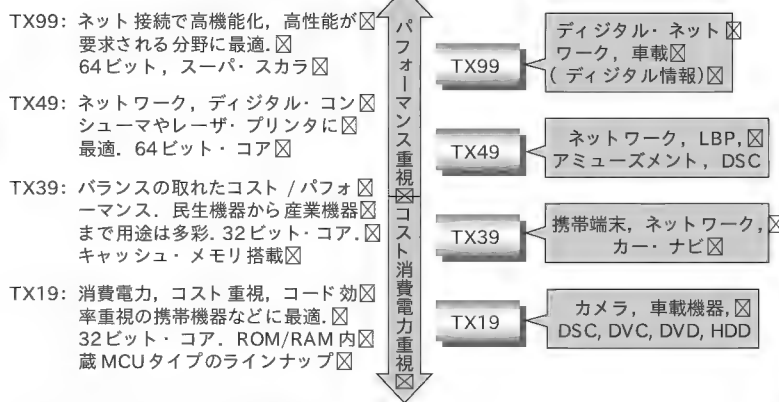 TX99: ネット接続で高機能化，高性能が
要求される分野に最適．
64ビット，スーパ・スカラ
TX49: ネットワーク，ディジタル・コン
シューマやレーザ・プリンタに
最適．64ビット・コア
TX39: バランスの取れたコスト/パフォ
ーマンス．民生機器から産業機器
まで用途は多彩．32ビット・コア．
キャッシュ・メモリ搭載
TX19: 消費電力，コスト重視，コード効
率重視の携帯機器などに最適．
32ビット・コア．ROM/RAM内
蔵MCUタイプのラインナップ
パフォーマンス重視
コスト消費電力重視
TX99
ディジタル・ネット
ワーク，車載
(ディジタル情報)
TX49
ネットワーク，LBP,
アミューズメント，DSC
TX39
携帯端末，ネットワーク，
カー・ナビ
TX19
カメラ，車載機器，
DSC, DVC, DVD, HDD